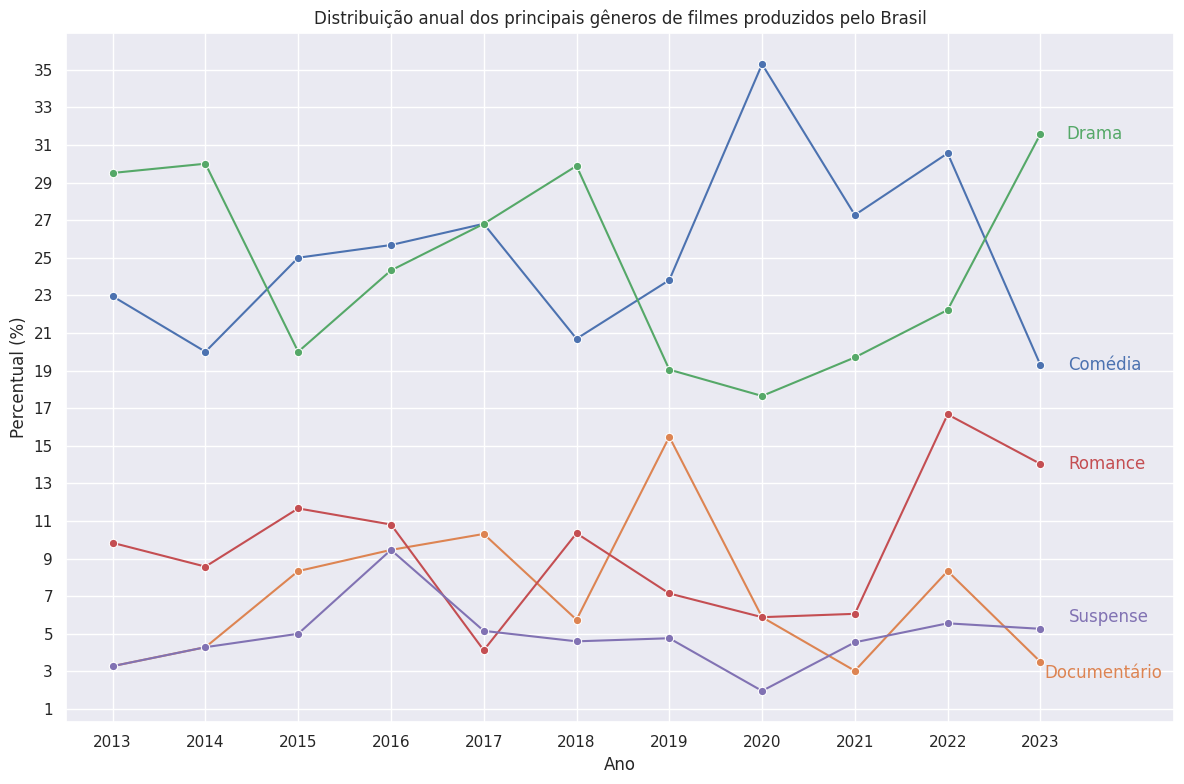 Distribuição anual dos principais gêneros de filmes produzidos pelo Brasil
Percentual (%)
35
33
31
29
27
25
23
21
19
17
15
13
11
9
7
5
3
1
Drama
Comédia
Romance
Suspense
Documentário
2013 2014 2015 2016 2017 2018 2019 2020 2021 2022 2023
Ano